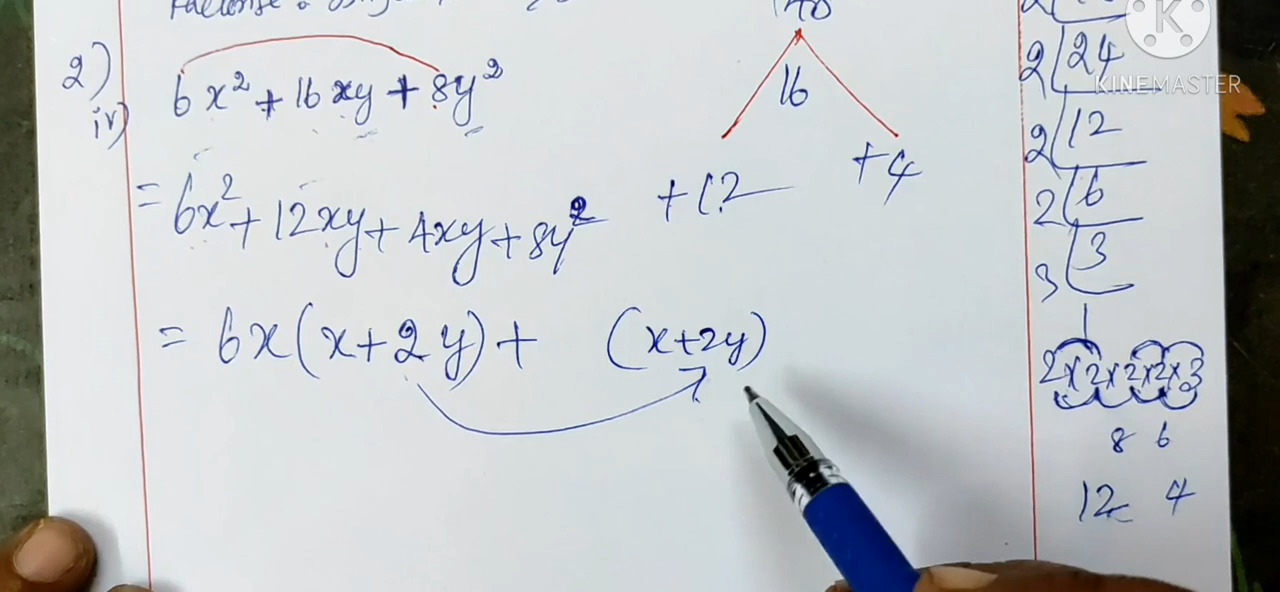 2)
iv)
6x² + 16xy + 8y²
= 6x² + 12xy + 4xy + 8y²
= 6x(x+2y) + (x+2y)
16
+12 +4
K
KINEMASTER
2 24
2 12
2 6
3 3
1
2×2×2×2×3
8 6
12 4